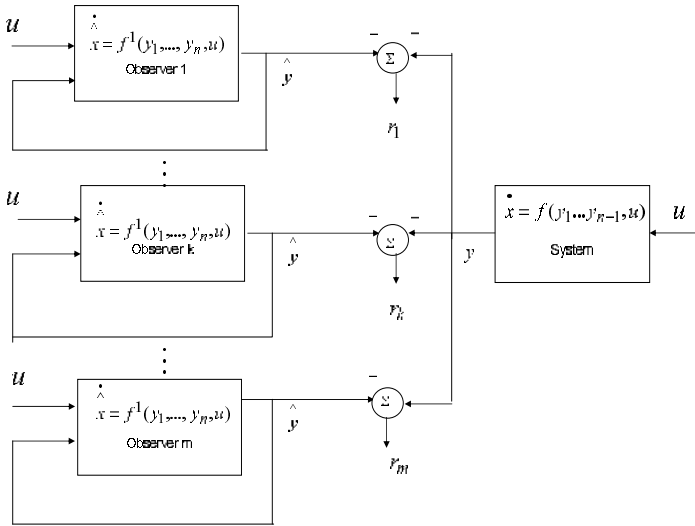 u
x̂̇ = f¹(y₁,..., yₙ,u)
Observer 1
ŷ
− Σ −
r₁
⋮
u
x̂̇ = f¹(y₁,..., yₙ,u)
Observer k
ŷ
− Σ −
rₖ
y
ẋ = f(y₁...yₙ₋₁,u)
System
u
⋮
u
x̂̇ = f¹(y₁,..., yₙ,u)
Observer m
ŷ
− Σ
rₘ